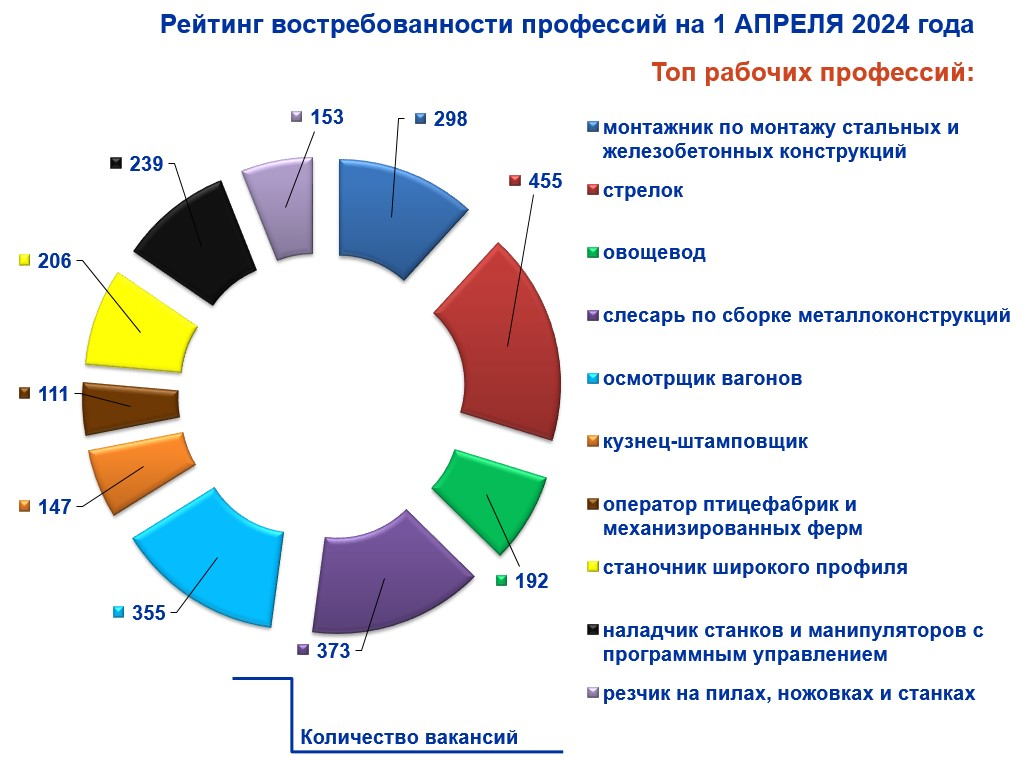 Рейтинг востребованности профессий на 1 АПРЕЛЯ 2024 года
Топ рабочих профессий:
153
298
239
455
206
111
147
192
355
373
монтажник по монтажу стальных и
железобетонных конструкций
стрелок
овощевод
слесарь по сборке металлоконструкций
осмотрщик вагонов
кузнец-штамповщик
оператор птицефабрик и
механизированных ферм
станочник широкого профиля
наладчик станков и манипуляторов с
программным управлением
резчик на пилах, ножовках и станках
Количество вакансий